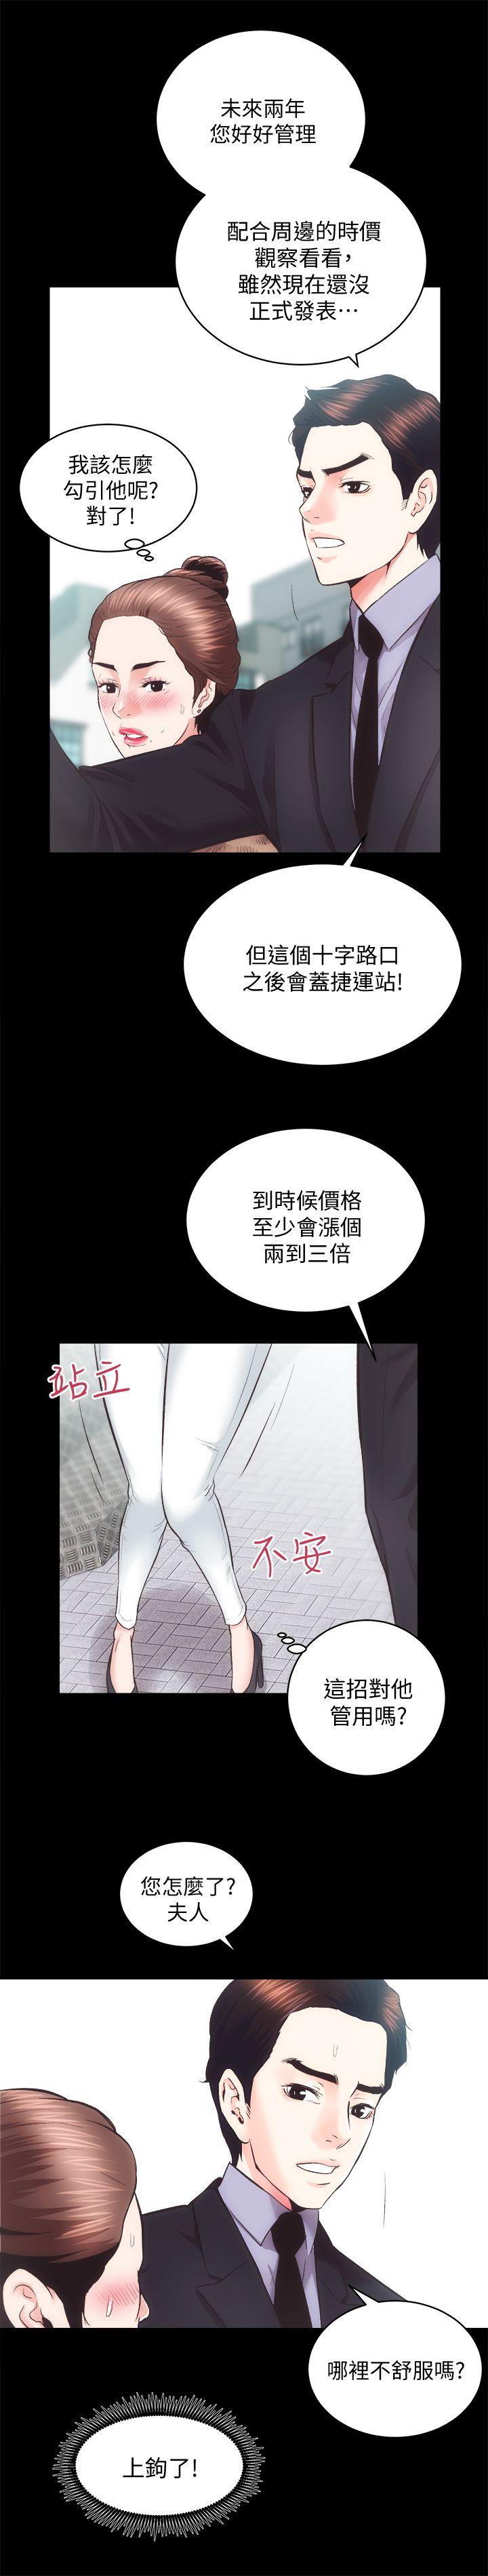 未來兩年
您好好管理
配合周邊的時價
觀察看看，
雖然現在還沒
正式發表⋯
我該怎麼
勾引他呢?
對了!
但這個十字路口
之後會蓋捷運站!
到時候價格
至少會漲個
兩到三倍
站立
不安
這招對他
管用嗎?
您怎麼了?
夫人
哪裡不舒服嗎?
上鉤了!